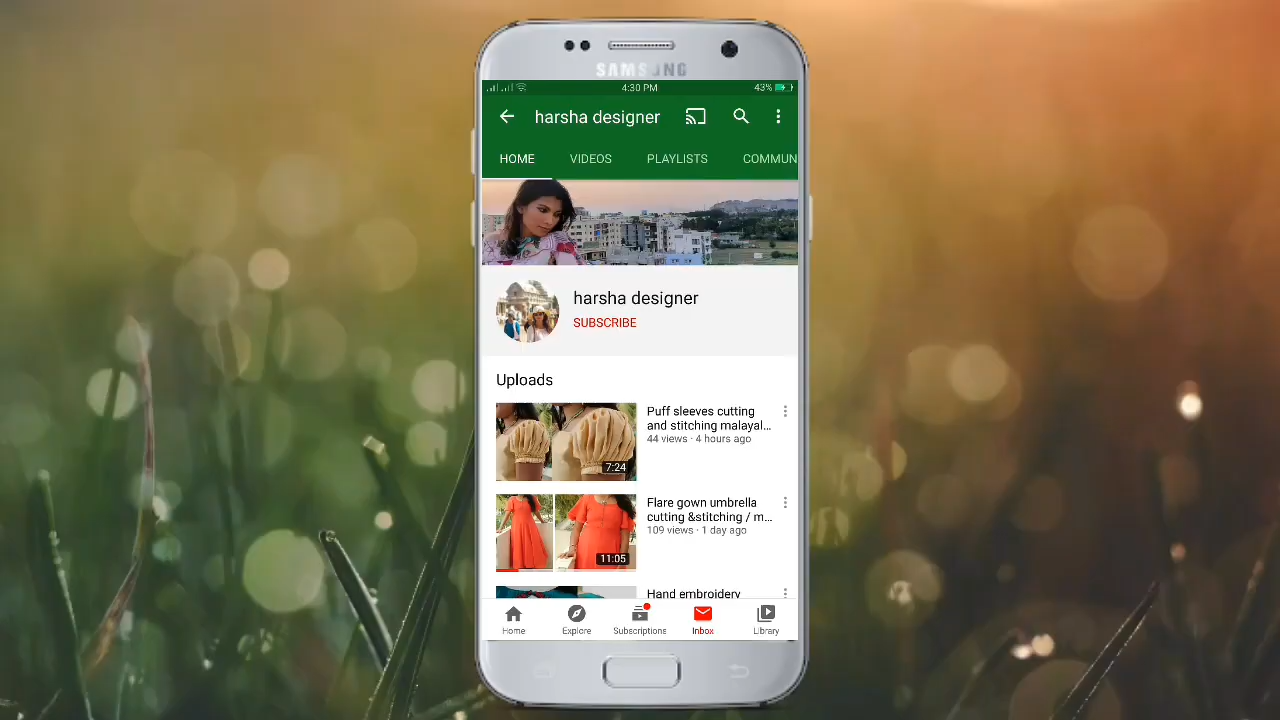 SAMSUNG
4:30 PM
43%
harsha designer
HOME
VIDEOS
PLAYLISTS
COMMUN
harsha designer
SUBSCRIBE
Uploads
Puff sleeves cutting
and stitching malayal...
44 views · 4 hours ago
7:24
Flare gown umbrella
cutting &stitching / m...
109 views · 1 day ago
11:05
Hand embroidery
Home
Explore
Subscriptions
Inbox
Library